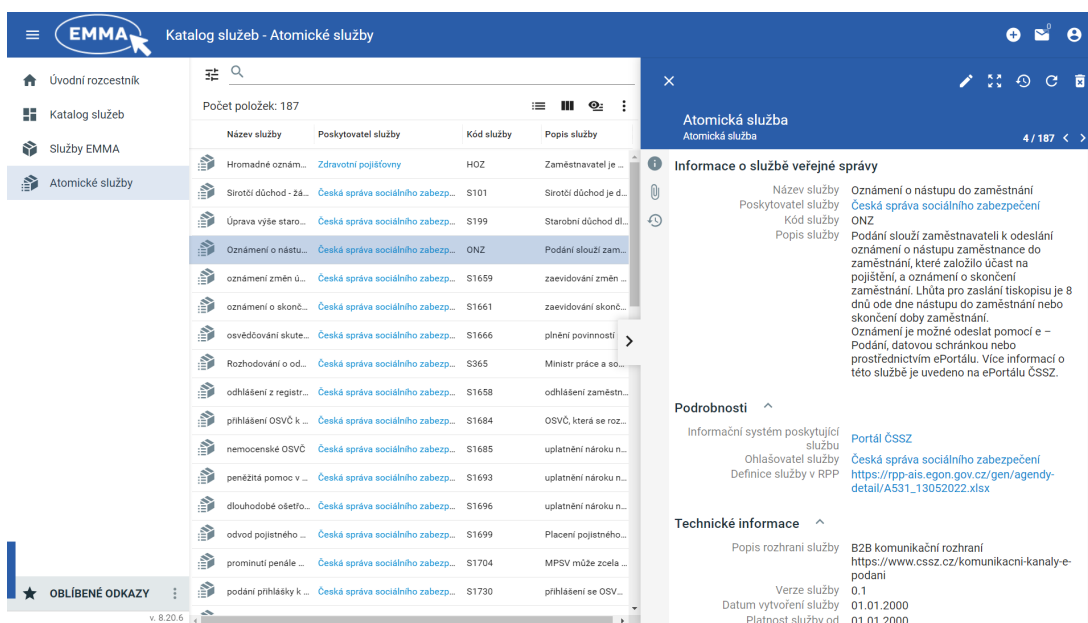 EMMA
Katalog služeb - Atomické služby
0
Úvodní rozcestník
Katalog služeb
Služby EMMA
Atomické služby
OBLÍBENÉ ODKAZY
v. 8.20.6
Počet položek: 187
Název služby Poskytovatel služby Kód služby Popis služby
Hromadné oznám... Zdravotní pojišťovny HOZ Zaměstnavatel je ...
Sirotčí důchod - žá... Česká správa sociálního zabezp... S101 Sirotčí důchod je d...
Úprava výše staro... Česká správa sociálního zabezp... S199 Starobní důchod dl...
Oznámení o nástu... Česká správa sociálního zabezp... ONZ Podání slouží zam...
oznámení změn ú... Česká správa sociálního zabezp... S1659 zaevidování změn ...
oznámení o skonč... Česká správa sociálního zabezp... S1661 zaevidování skonč...
osvědčování skute... Česká správa sociálního zabezp... S1666 plnění povinností
Rozhodování o od... Česká správa sociálního zabezp... S365 Ministr práce a so...
odhlášení z registr... Česká správa sociálního zabezp... S1658 odhlášení zaměstn...
přihlášení OSVČ k ... Česká správa sociálního zabezp... S1684 OSVČ, která se roz...
nemocenské OSVČ Česká správa sociálního zabezp... S1685 uplatnění nároku n...
peněžitá pomoc v ... Česká správa sociálního zabezp... S1693 uplatnění nároku n...
dlouhodobé ošetřo... Česká správa sociálního zabezp... S1696 uplatnění nároku n...
odvod pojistného ... Česká správa sociálního zabezp... S1699 Placení pojistného...
prominutí penále ... Česká správa sociálního zabezp... S1704 MPSV může zcela ...
podání přihlášky k ... Česká správa sociálního zabezp... S1730 přihlášení se OSV...
Atomická služba
Atomická služba
4 / 187
Informace o službě veřejné správy
Název služby Oznámení o nástupu do zaměstnání
Poskytovatel služby Česká správa sociálního zabezpečení
Kód služby ONZ
Popis služby Podání slouží zaměstnavateli k odeslání
oznámení o nástupu zaměstnance do
zaměstnání, které založilo účast na
pojištění, a oznámení o skončení
zaměstnání. Lhůta pro zaslání tiskopisu je 8
dnů ode dne nástupu do zaměstnání nebo
skončení doby zaměstnání.
Oznámení je možné odeslat pomocí e –
Podání, datovou schránkou nebo
prostřednictvím ePortálu. Více informací o
této službě je uvedeno na ePortálu ČSSZ.
Podrobnosti
Informační systém poskytující
službu Portál ČSSZ
Ohlašovatel služby Česká správa sociálního zabezpečení
Definice služby v RPP https://rpp-ais.egon.gov.cz/gen/agendy-
detail/A531_13052022.xlsx
Technické informace
Popis rozhrani služby B2B komunikační rozhraní
https://www.cssz.cz/komunikacni-kanaly-e-
podani
Verze služby 0.1
Datum vytvoření služby 01.01.2000
Platnost služby od 01.01.2000